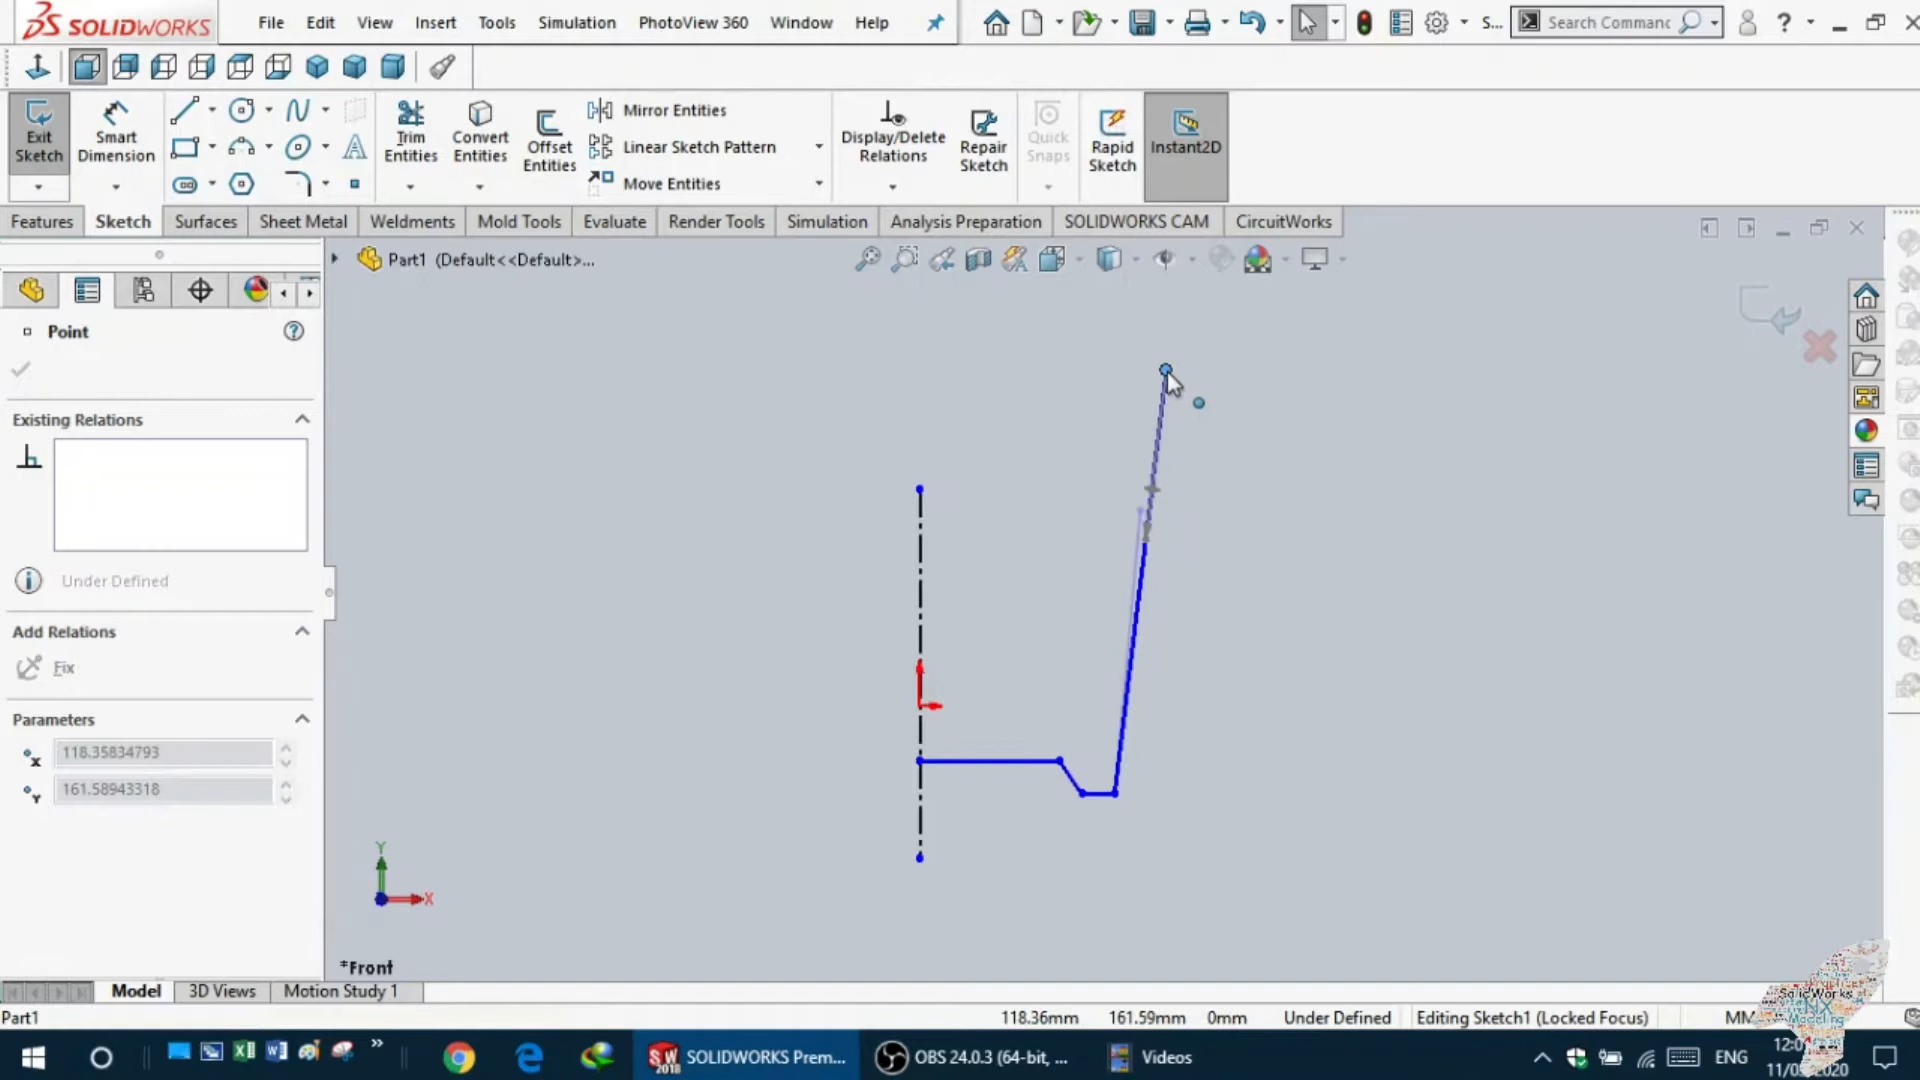 SOLIDWORKS
File Edit View Insert Tools Simulation PhotoView 360 Window Help
S...
Search Commanc
Exit Sketch
Smart Dimension
Trim Entities
Convert Entities
Offset Entities
Mirror Entities
Linear Sketch Pattern
Move Entities
Display/Delete Relations
Repair Sketch
Quick Snaps
Rapid Sketch
Instant2D
Features Sketch Surfaces Sheet Metal Weldments Mold Tools Evaluate Render Tools Simulation Analysis Preparation SOLIDWORKS CAM CircuitWorks
Part1 (Default<<Default>...
Point
Existing Relations
Under Defined
Add Relations
Fix
Parameters
X 118.35834793
Y 161.58943318
Y
X
*Front
Model 3D Views Motion Study 1
SolidWorks
NX
Modeling
Part1 118.36mm 161.59mm 0mm Under Defined Editing Sketch1 (Locked Focus)
SW 2018 SOLIDWORKS Prem... OBS 24.0.3 (64-bit, ... Videos ENG